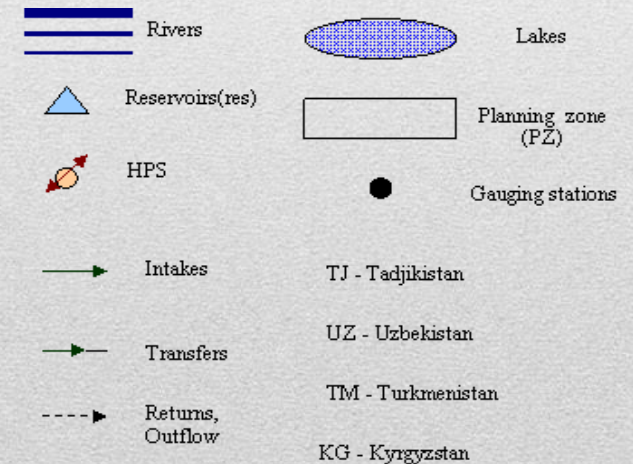 Rivers
Lakes
Reservoirs(res)
Planning zone
(PZ)
HPS
Gauging stations
Intakes
TJ - Tadjikistan
UZ - Uzbekistan
Transfers
TM - Turkmenistan
Returns,
Outflow
KG - Kyrgyzstan